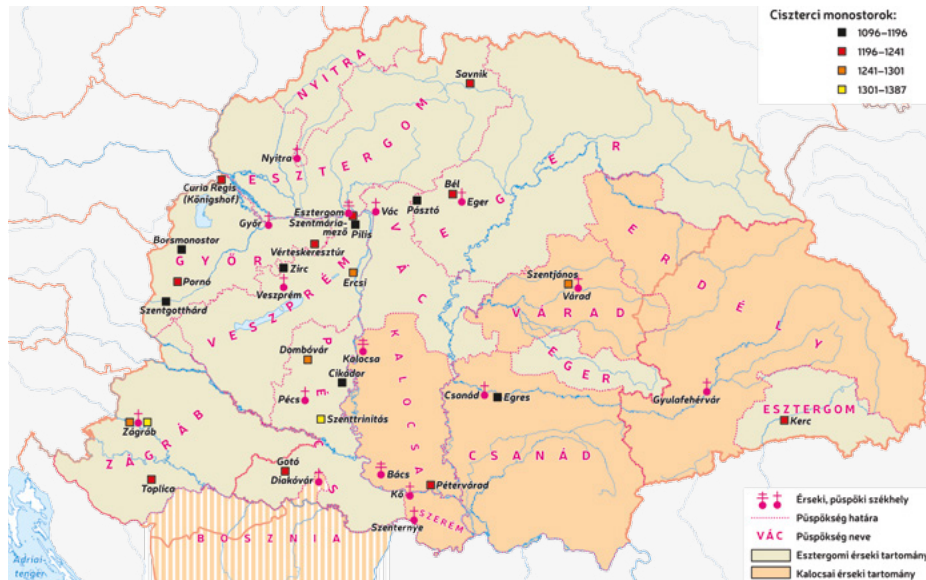 Ciszterci monostorok:
1096–1196
1196–1241
1241–1301
1301–1387
Savnik
NYITRA
ESZTERGOM
Nyitra
Curia Regis
(Königshof)
Esztergom
Szentmária-
mező
Pilis
Vác
Pásztó
Bél
Eger
EGER
Győr
Borsmonostor
GYŐR
Vérteskeresztúr
Zirc
Ercsi
VÁC
Pornó
Veszprém
Szentgotthárd
VESZPRÉM
Szentjános
Várad
VÁRAD
ERDÉLY
Dombóvár
Kalocsa
KALOCSA
EGER
Cikádor
PÉCS
Pécs
Szenttrinitás
Csanád
Egres
Gyulafehérvár
ESZTERGOM
Kerc
Zágráb
ZÁGRÁB
CSANÁD
Gotó
Diakóvár
Bács
Pétervárad
Toplica
Kő
SZERÉM
Szenternye
BOSZNIA
Adriai-
tenger
Érseki, püspöki székhely
Püspökség határa
VÁC
Püspökség neve
Esztergomi érseki tartomány
Kalocsai érseki tartomány